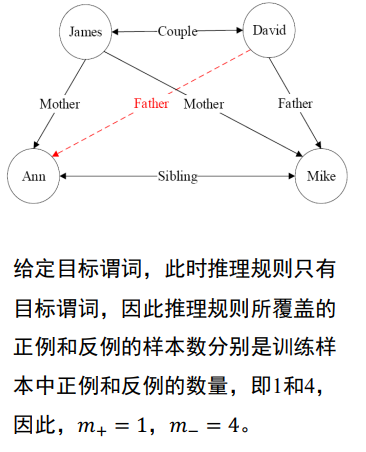 James
Couple
David
Mother
Father
Mother
Father
Ann
Sibling
Mike
给定目标谓词，此时推理规则只有
目标谓词，因此推理规则所覆盖的
正例和反例的样本数分别是训练样
本中正例和反例的数量，即1和4，
因此，m₊ = 1，m₋ = 4。